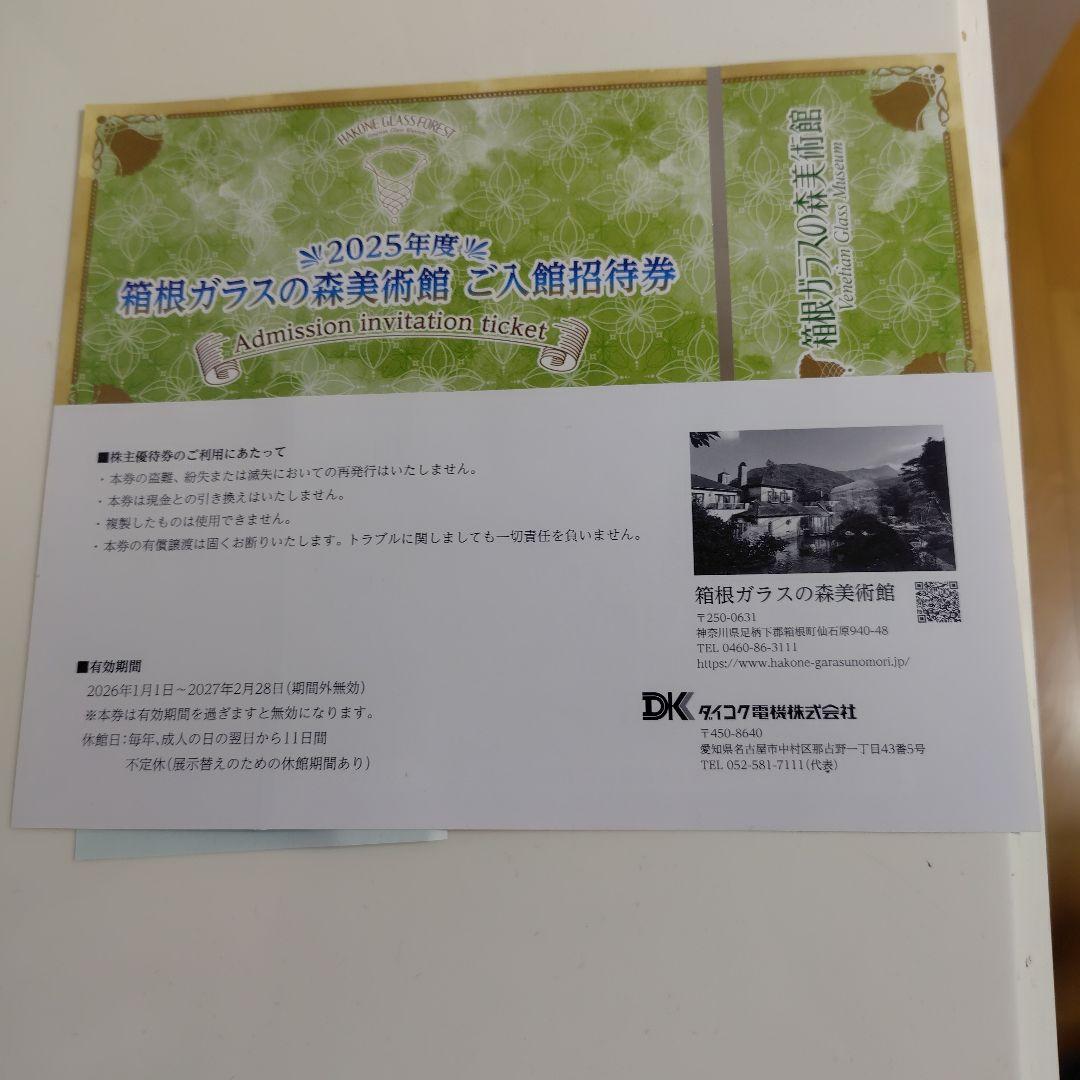 HAKONE GLASS FOREST
2025年度
箱根ガラスの森美術館 ご入館招待券
Admission invitation ticket
箱根ガラスの森美術館
Venetian Glass Museum
■株主優待券のご利用にあたって
・本券の盗難、紛失または滅失においての再発行はいたしません。
・本券は現金との引き換えはいたしません。
・複製したものは使用できません。
・本券の有償譲渡は固くお断りいたします。トラブルに関しましても一切責任を負いません。
■有効期間
2026年1月1日～2027年2月28日(期間外無効)
※本券は有効期間を過ぎますと無効になります。
休館日:毎年、成人の日の翌日から11日間
不定休(展示替えのための休館期間あり)
箱根ガラスの森美術館
〒250-0631
神奈川県足柄下郡箱根町仙石原940-48
TEL 0460-86-3111
https://www.hakone-garasunomori.jp/
DK ダイコク電機株式会社
〒450-8640
愛知県名古屋市中村区那古野一丁目43番5号
TEL 052-581-7111(代表)